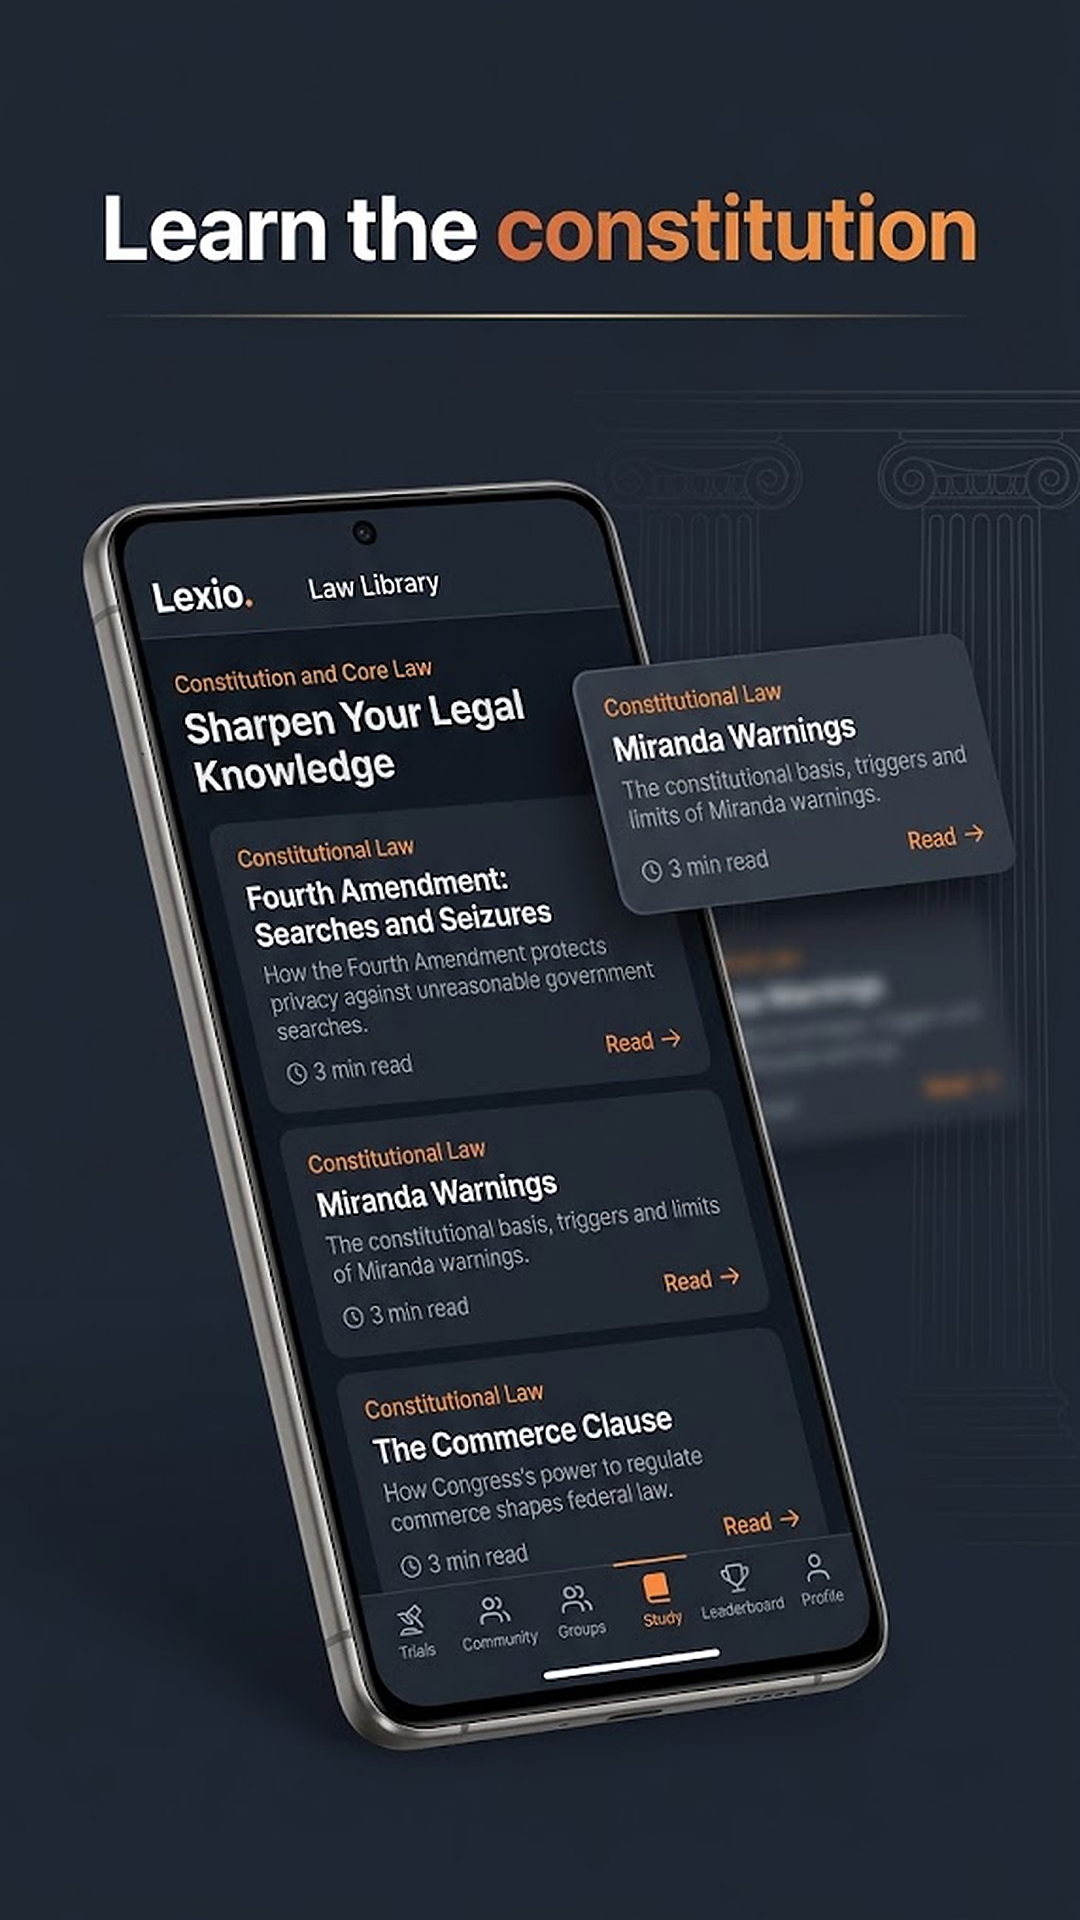 Learn the constitution
Lexio.
Law Library
Constitution and Core Law
Sharpen Your Legal
Knowledge
Constitutional Law
Fourth Amendment:
Searches and Seizures
How the Fourth Amendment protects
privacy against unreasonable government
searches.
3 min read
Read →
Constitutional Law
Miranda Warnings
The constitutional basis, triggers and
limits of Miranda warnings.
3 min read
Read →
Constitutional Law
Miranda Warnings
The constitutional basis, triggers and limits
of Miranda warnings.
3 min read
Read →
Constitutional Law
The Commerce Clause
How Congress's power to regulate
commerce shapes federal law.
3 min read
Read →
Trials
Community
Groups
Study
Leaderboard
Profile